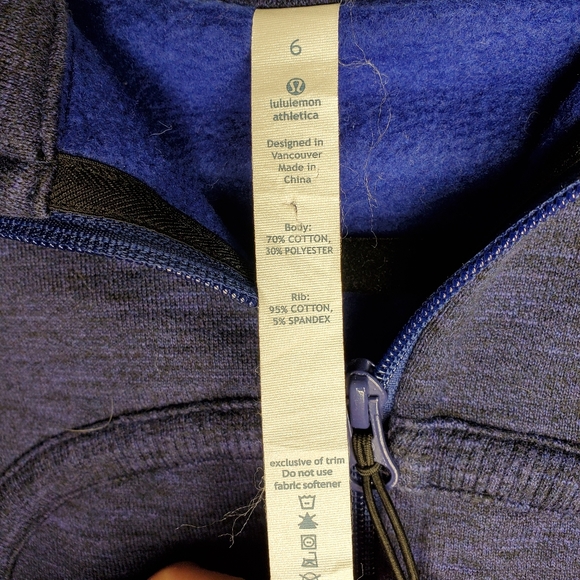 6
lululemon
athletica
Designed in
Vancouver
Made in
China
Body:
70% COTTON,
30% POLYESTER
Rib:
95% COTTON,
5% SPANDEX
exclusive of trim
Do not use
fabric softener